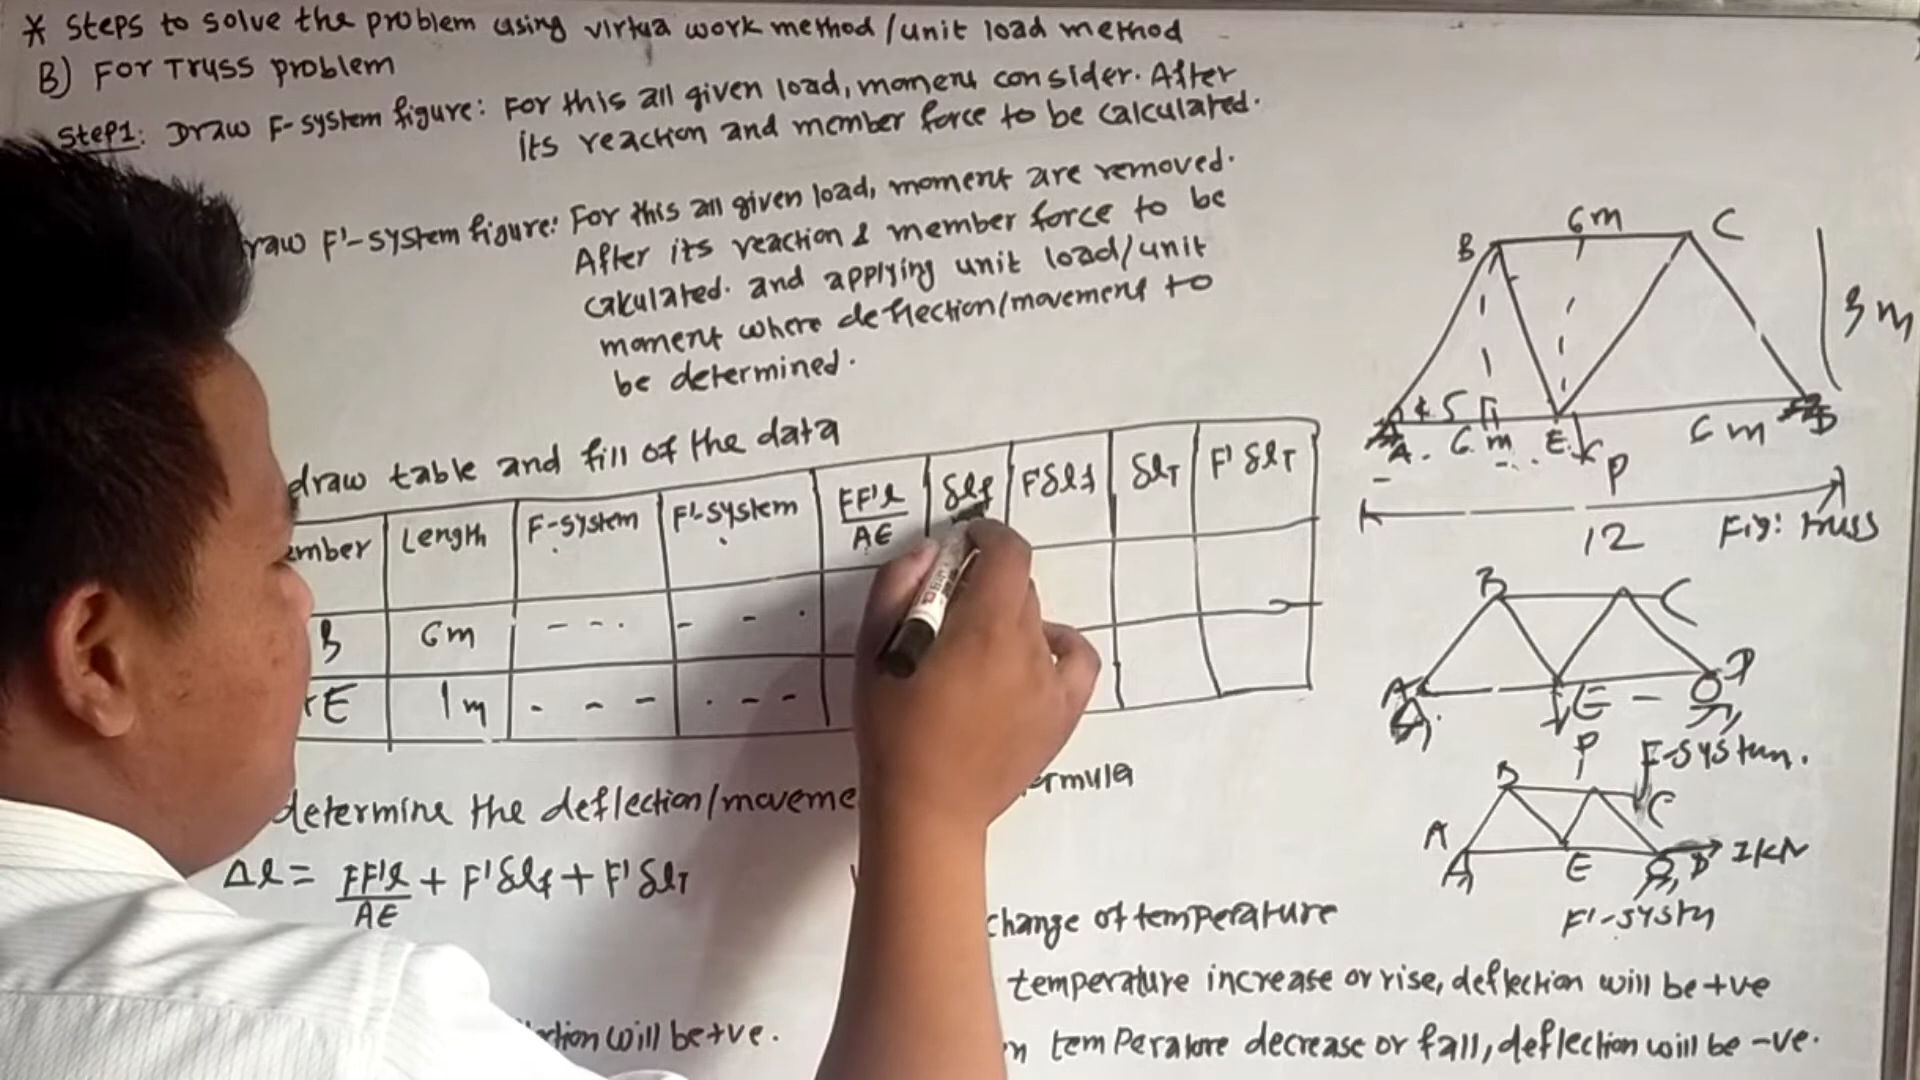 * Steps to solve the problem using virtua work method/unit load method
B) For Truss problem
Step1: Draw F-system figure: For this all given load, moment consider. After
its reaction and member force to be calculated.
raw F'-system figure: For this all given load, moment are removed.
After its reaction & member force to be
calculated. and applying unit load/unit
moment where deflection/movement to
be determined.
draw table and fill of the data
ember Length F-system F'-system FF'l/AE δlf F'δlf δlT F'δlT
B 6m - - - - - -
E 1m - - - - - -
determine the deflection/moveme ormula
Δl = FF'l/AE + F'δlf + F'δlT
change of temperature
temperature increase or rise, deflection will be +ve
ction will be +ve.
n temperature decrease or fall, deflection will be -ve.
B 6m C
3m
A 6m E 6m D
P
12
Fig: truss
B C
A E D
P
F-system.
B C
A E D 1kN
F'-systm